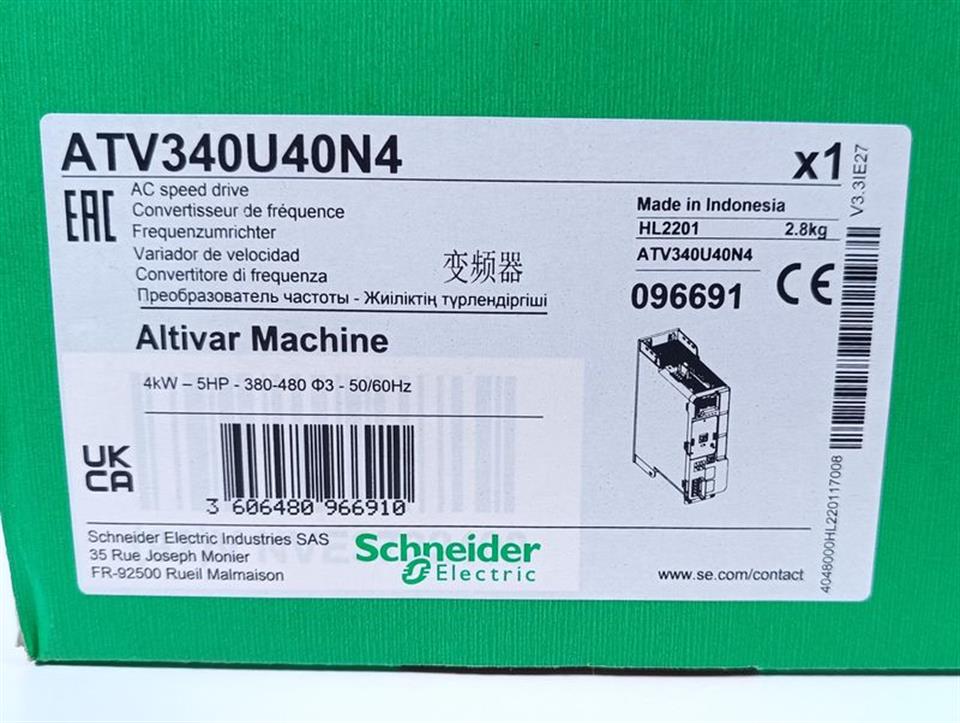 ATV340U40N4
x1
EAC
AC speed drive
Convertisseur de fréquence
Frequenzumrichter
Variador de velocidad
Convertitore di frequenza
变频器
Преобразователь частоты - Жиіліктің түрлендіргіші
Made in Indonesia
HL2201 2.8kg
ATV340U40N4
096691
CE
V3.3IE27
Altivar Machine
4kW – 5HP - 380-480 Φ3 - 50/60Hz
UK
CA
3 606480 966910
Schneider Electric Industries SAS
35 Rue Joseph Monier
FR-92500 Rueil Malmaison
Schneider
Electric
www.se.com/contact
4048000HL220117008